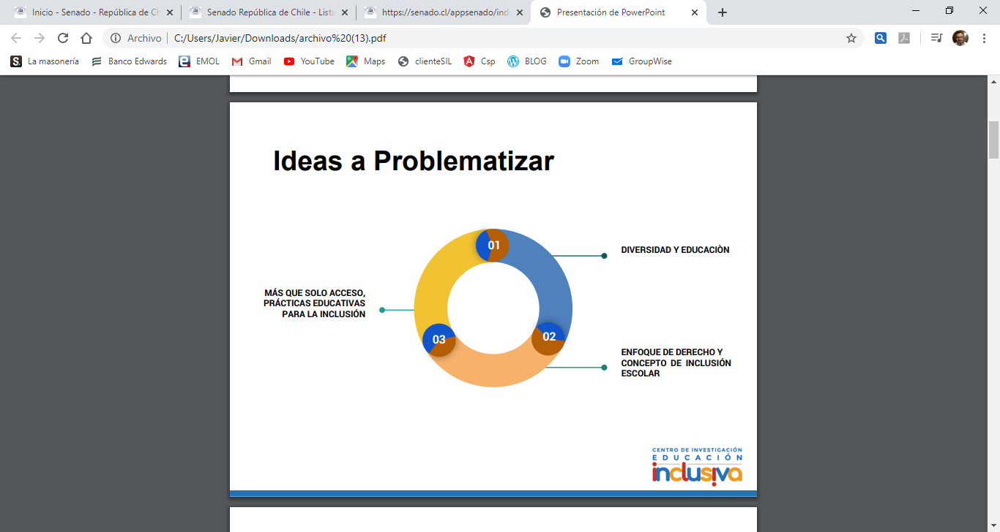 Inicio - Senado - República de Ch
Senado República de Chile - Lista
https://senado.cl/appsenado/ind
Presentación de PowerPoint
Archivo
C:/Users/Javier/Downloads/archivo%20(13).pdf
La masonería
Banco Edwards
EMOL
Gmail
YouTube
Maps
clienteSIL
Csp
BLOG
Zoom
GroupWise
Ideas a Problematizar
01
DIVERSIDAD Y EDUCACIÒN
MÁS QUE SOLO ACCESO,
PRÁCTICAS EDUCATIVAS
PARA LA INCLUSIÓN
03
02
ENFOQUE DE DERECHO Y
CONCEPTO DE INCLUSIÓN
ESCOLAR
CENTRO DE INVESTIGACIÓN
EDUCACIÓN
inclusiva